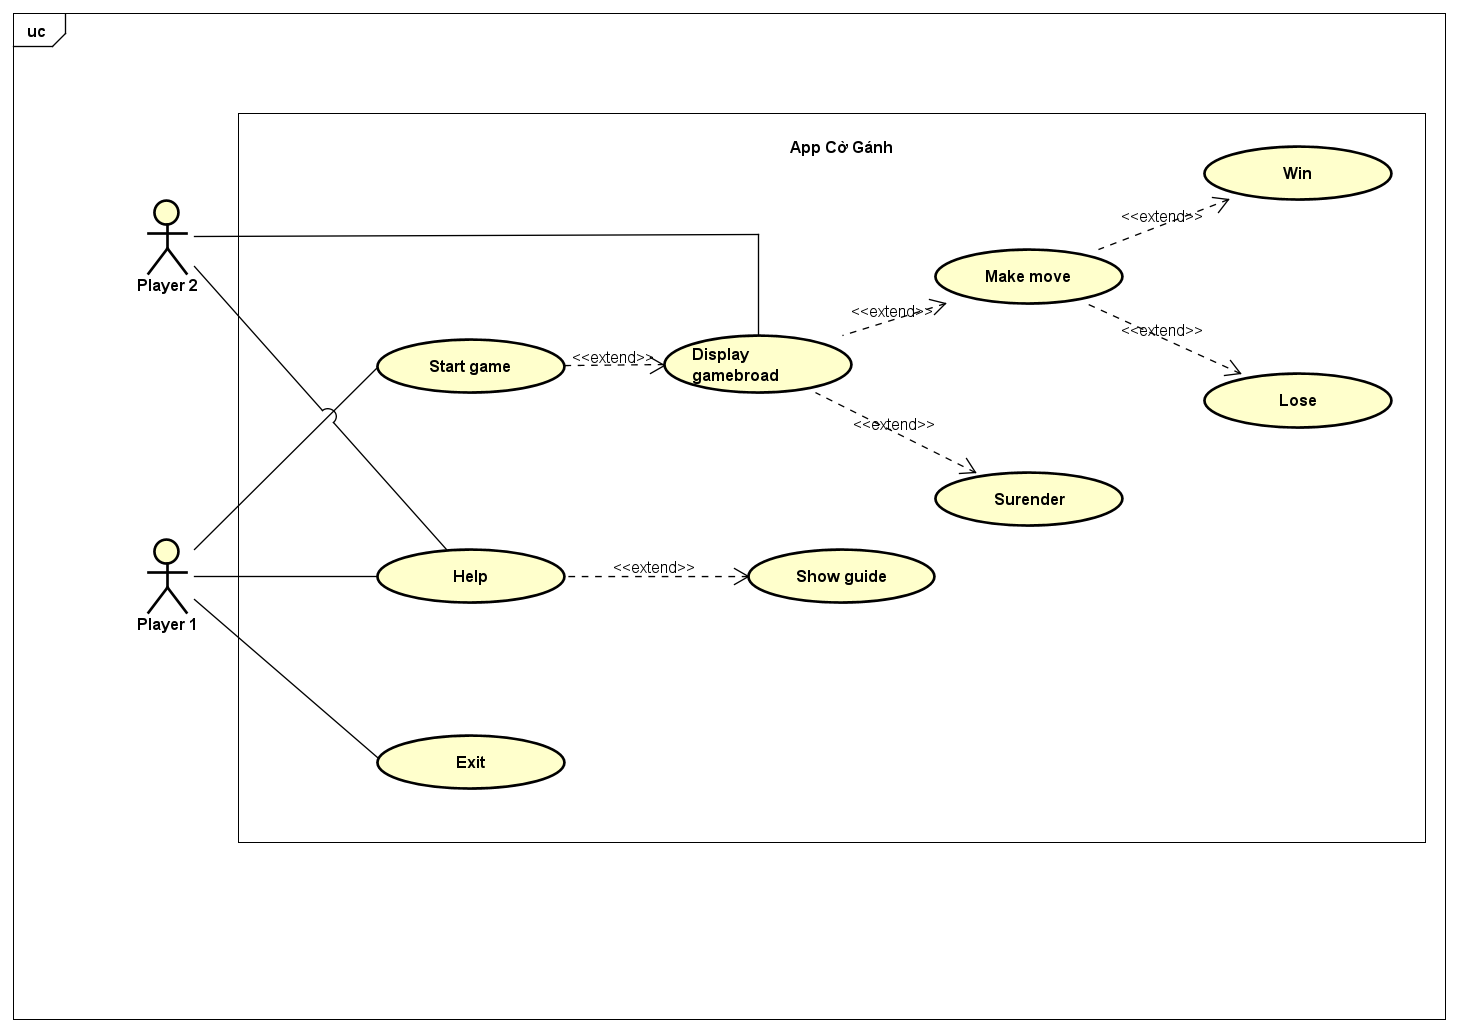 uc
App Cờ Gánh
Win
<<extend>>
Player 2
Make move
<<extend>>
<<extend>>
Start game
<<extend>>
Display
gamebroad
Lose
<<extend>>
Surender
Player 1
Help
<<extend>>
Show guide
Exit